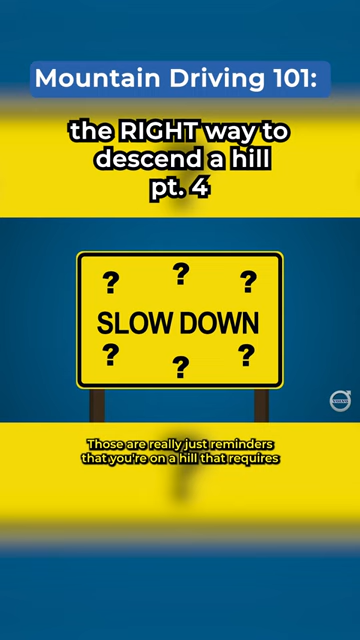 Mountain Driving 101:
the RIGHT way to
descend a hill
pt. 4
? ? ?
SLOW DOWN
? ? ?
VOLVO
Those are really just reminders
that you're on a hill that requires